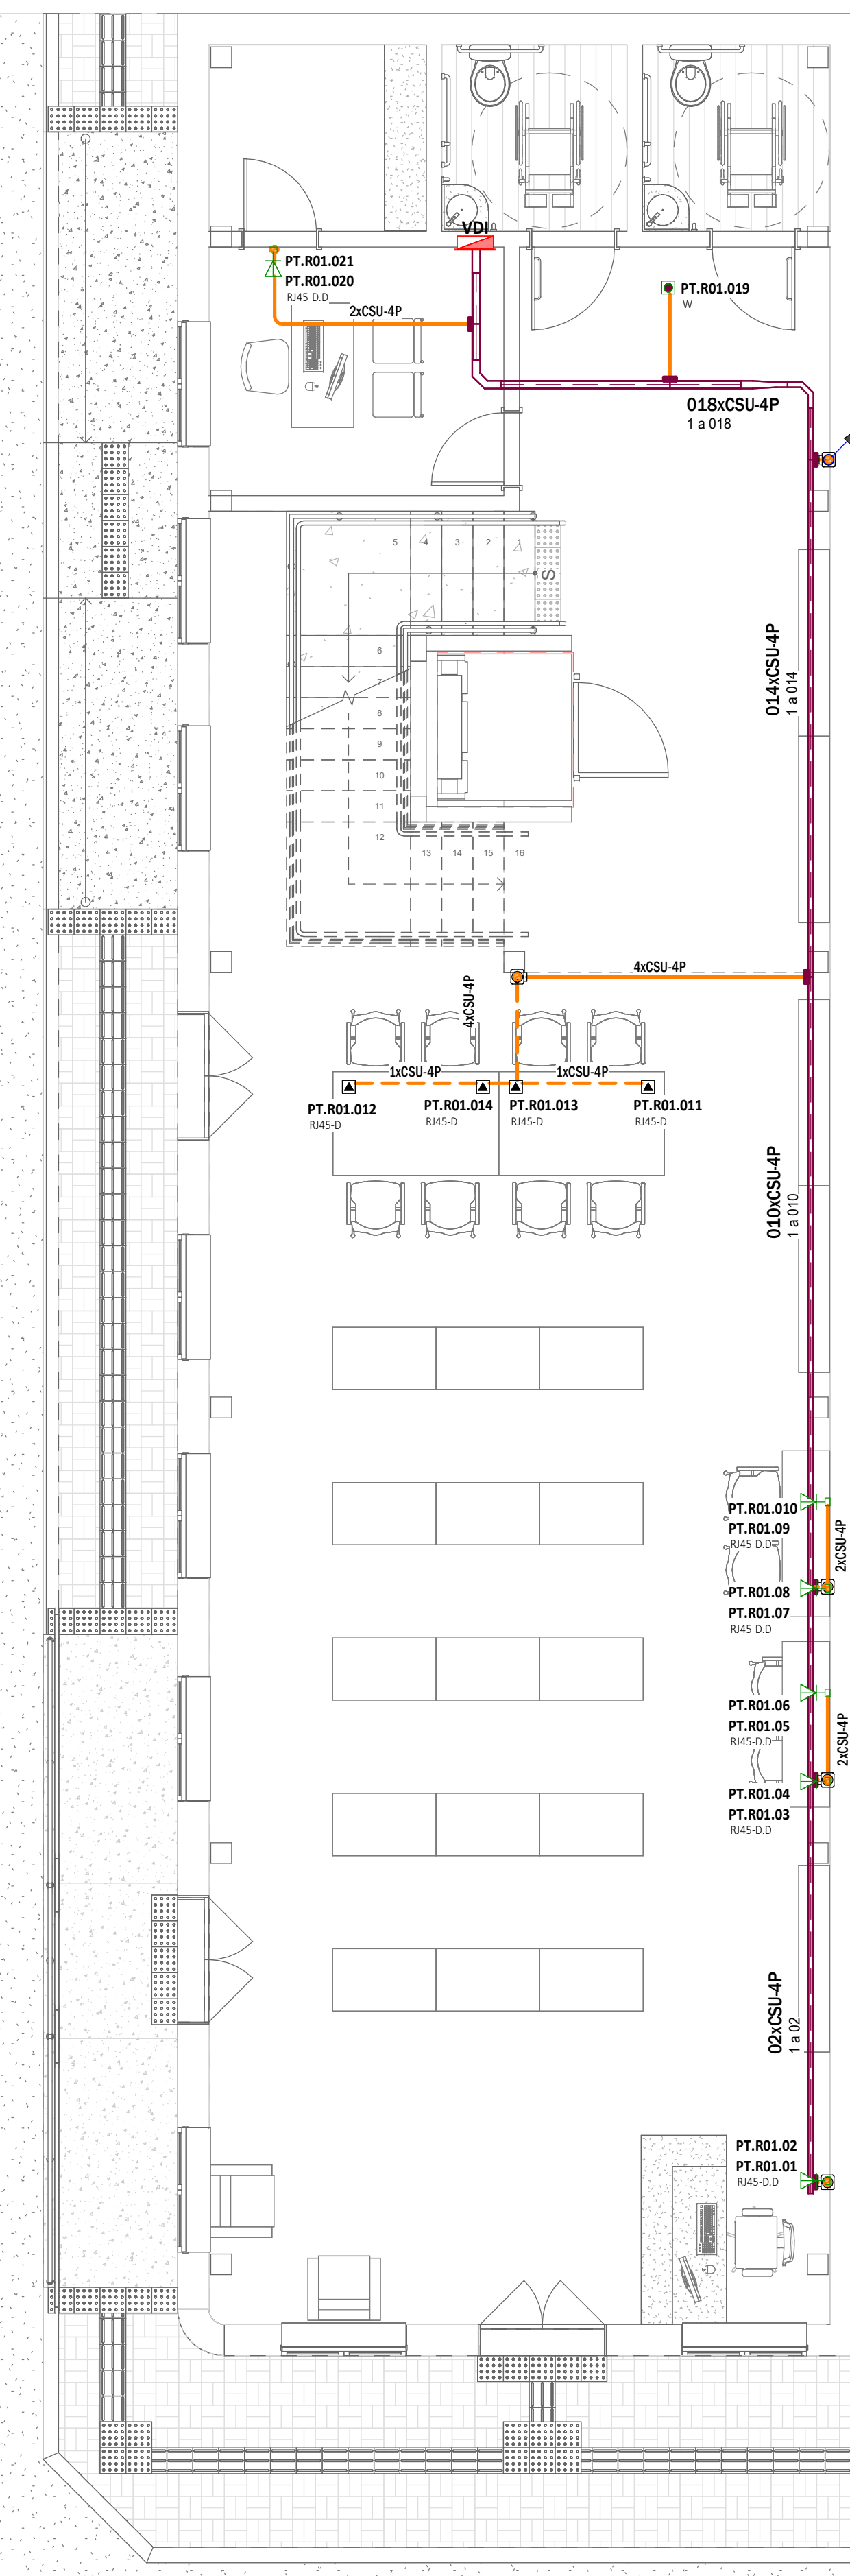 VDI
PT.R01.021
PT.R01.020
RJ45-D.D
2xCSU-4P
PT.R01.019
W
018xCSU-4P
1 a 018
5
4
3
2
1
S
6
7
8
9
10
11
12
13
14
15
16
014xCSU-4P
1 a 014
4xCSU-4P
4xCSU-4P
1xCSU-4P
1xCSU-4P
PT.R01.012
RJ45-D
PT.R01.014
RJ45-D
PT.R01.013
RJ45-D
PT.R01.011
RJ45-D
010xCSU-4P
1 a 010
PT.R01.010
PT.R01.09
RJ45-D.D
2xCSU-4P
PT.R01.08
PT.R01.07
RJ45-D.D
PT.R01.06
PT.R01.05
RJ45-D.D
2xCSU-4P
PT.R01.04
PT.R01.03
RJ45-D.D
02xCSU-4P
1 a 02
PT.R01.02
PT.R01.01
RJ45-D.D